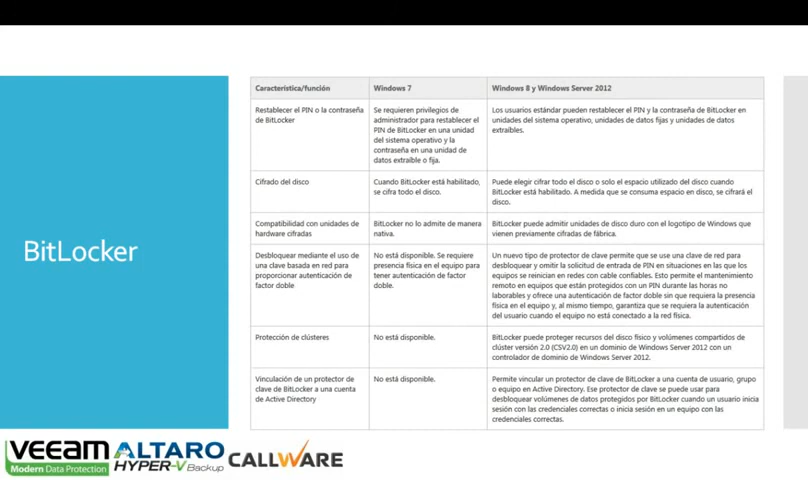 BitLocker
Característica/función
Windows 7
Windows 8 y Windows Server 2012
Restablecer el PIN o la contraseña
de BitLocker
Se requieren privilegios de
administrador para restablecer el
PIN de BitLocker en una unidad
del sistema operativo y la
contraseña en una unidad de
datos extraíble o fija.
Los usuarios estándar pueden restablecer el PIN y la contraseña de BitLocker en
unidades del sistema operativo, unidades de datos fijas y unidades de datos
extraíbles.
Cifrado del disco
Cuando BitLocker está habilitado,
se cifra todo el disco.
Puede elegir cifrar todo el disco o solo el espacio utilizado del disco cuando
BitLocker está habilitado. A medida que se consuma espacio en disco, se cifrará el
disco.
Compatibilidad con unidades de
hardware cifradas
BitLocker no lo admite de manera
nativa.
BitLocker puede admitir unidades de disco duro con el logotipo de Windows que
vienen previamente cifradas de fábrica.
Desbloquear mediante el uso de
una clave basada en red para
proporcionar autenticación de
factor doble
No está disponible. Se requiere
presencia física en el equipo para
tener autenticación de factor
doble.
Un nuevo tipo de protector de clave permite que se use una clave de red para
desbloquear y omitir la solicitud de entrada de PIN en situaciones en las que los
equipos se reinician en redes con cable confiables. Esto permite el mantenimiento
remoto en equipos que están protegidos con un PIN durante las horas no
laborables y ofrece una autenticación de factor doble sin que requiera la presencia
física en el equipo y, al mismo tiempo, garantiza que se requiera la autenticación
del usuario cuando el equipo no está conectado a la red física.
Protección de clústeres
No está disponible.
BitLocker puede proteger recursos del disco físico y volúmenes compartidos de
clúster versión 2.0 (CSV2.0) en un dominio de Windows Server 2012 con un
controlador de dominio de Windows Server 2012.
Vinculación de un protector de
clave de BitLocker a una cuenta
de Active Directory
No está disponible.
Permite vincular un protector de clave de BitLocker a una cuenta de usuario, grupo
o equipo en Active Directory. Ese protector de clave se puede usar para
desbloquear volúmenes de datos protegidos por BitLocker cuando un usuario inicia
sesión con las credenciales correctas o inicia sesión en un equipo con las
credenciales correctas.
veeam
Modern Data Protection
ALTARO
HYPER-V Backup
CALLWARE